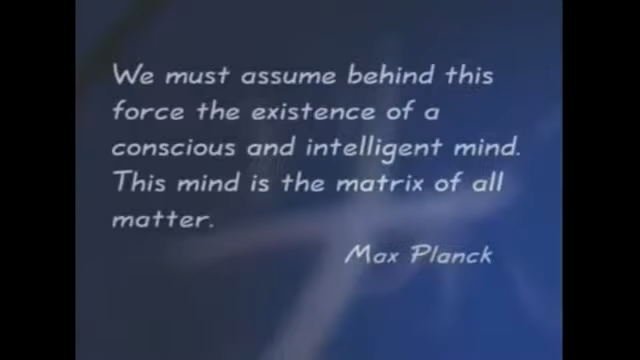 We must assume behind this
force the existence of a
conscious and intelligent mind.
This mind is the matrix of all
matter.
Max Planck